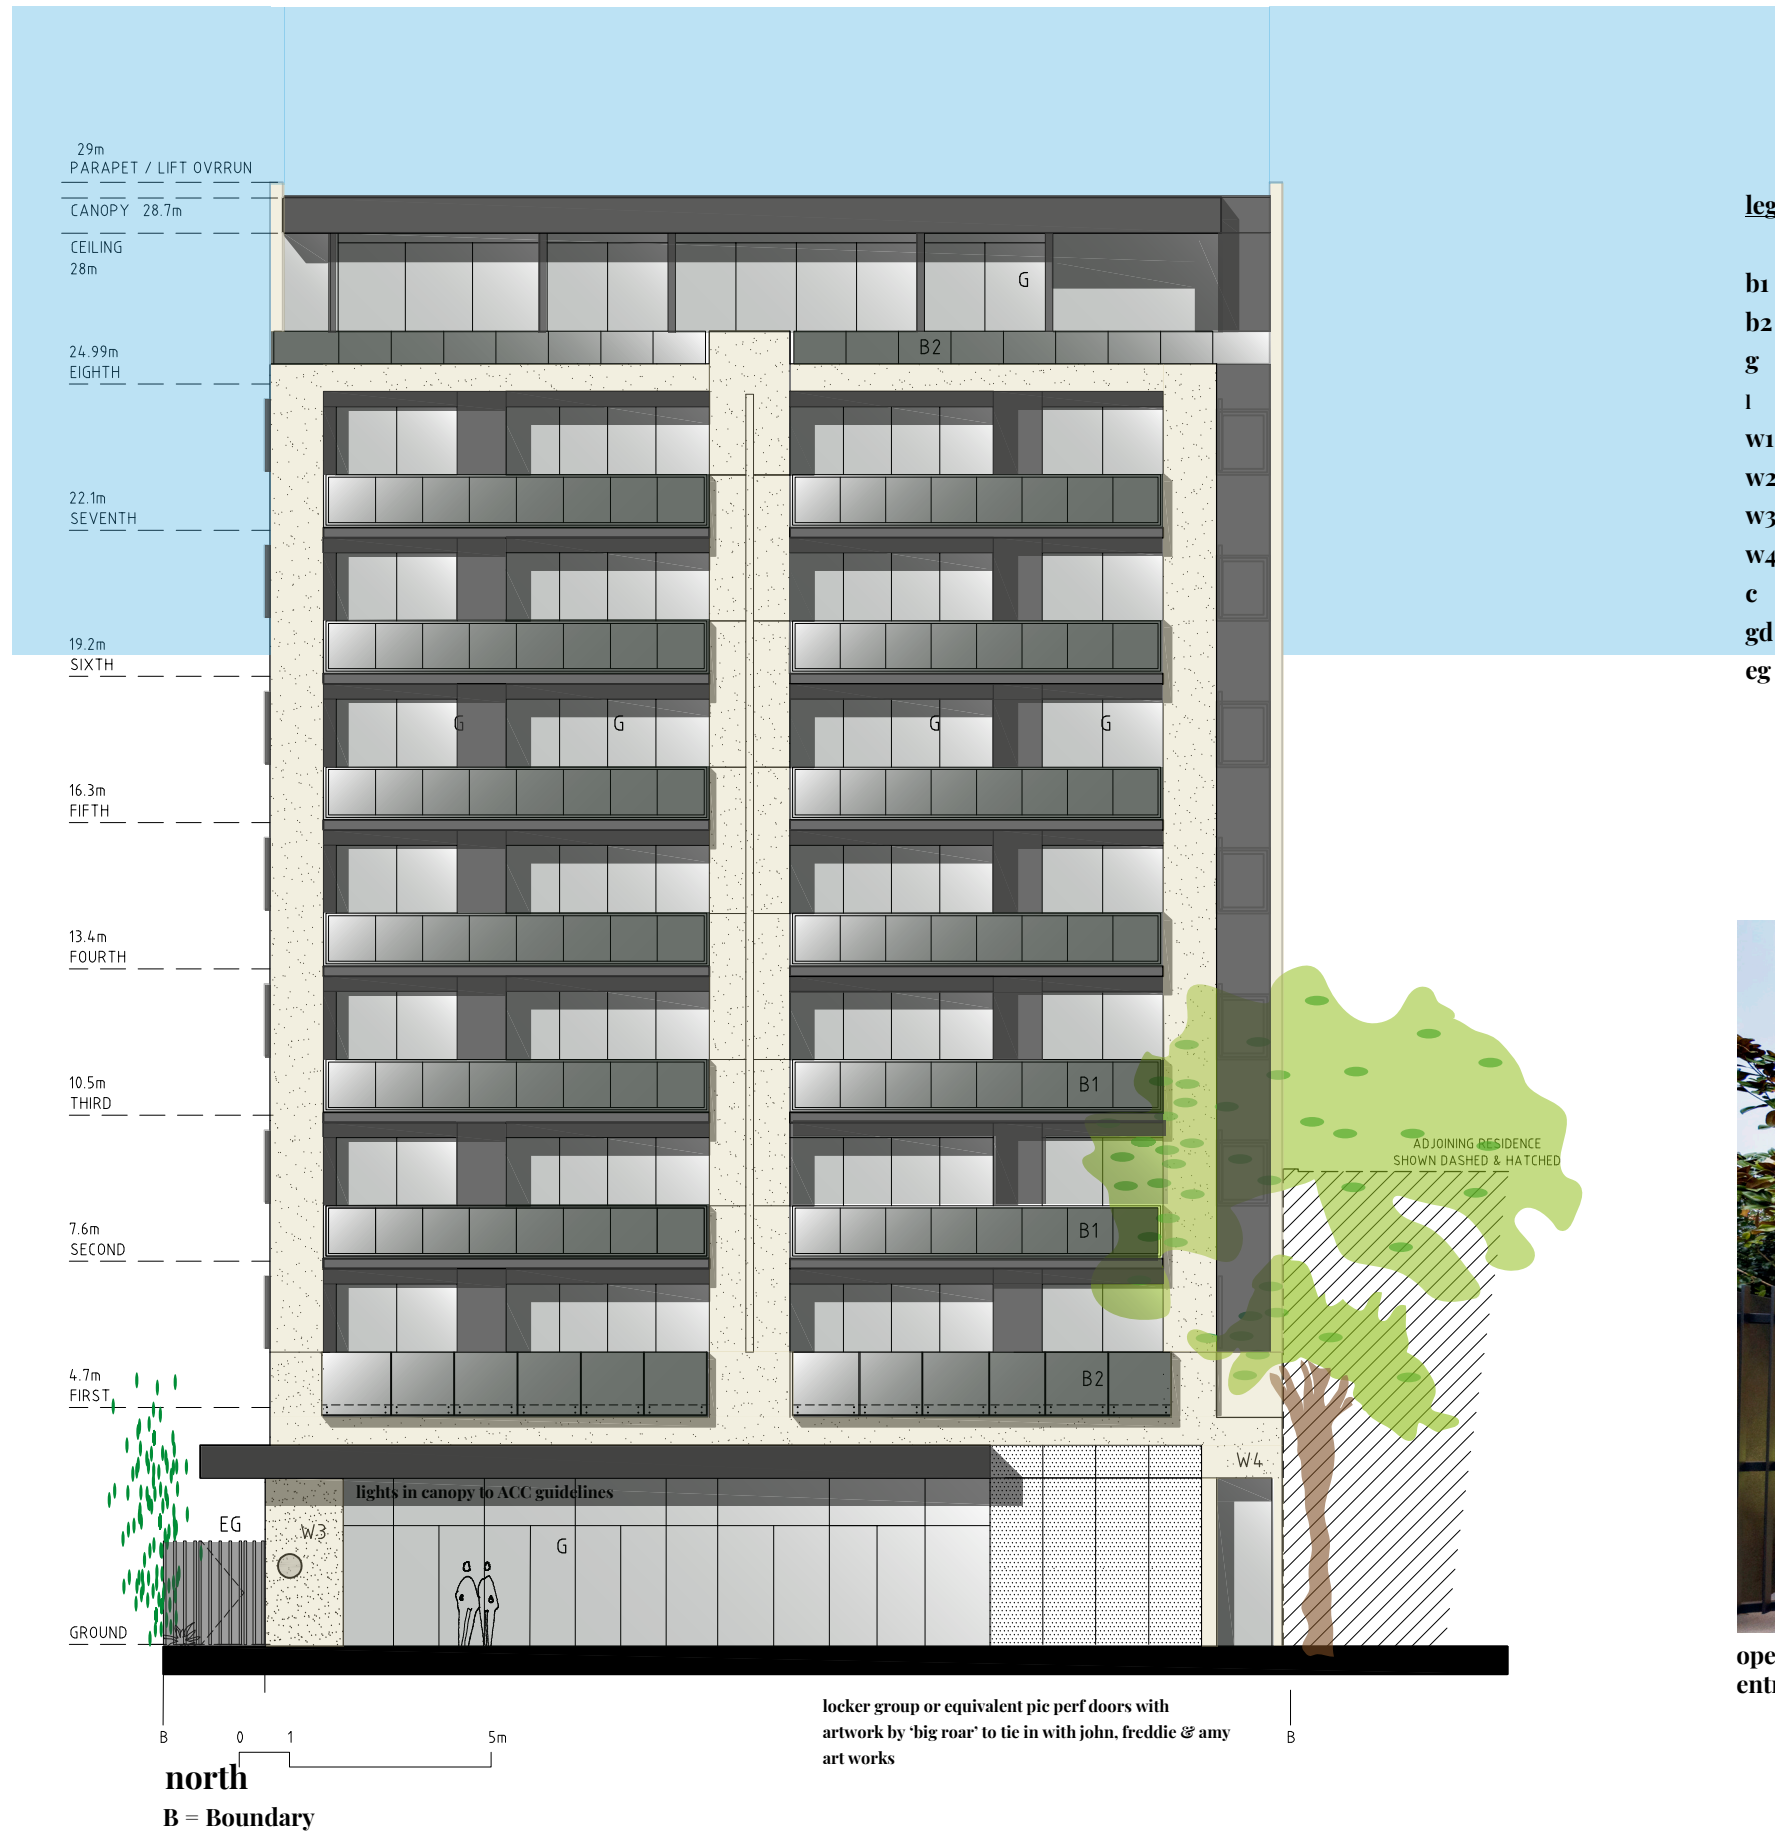 29m
PARAPET / LIFT OVRRUN
CANOPY 28.7m
CEILING
28m
G
B2
24.99m
EIGHTH
22.1m
SEVENTH
19.2m
SIXTH
G
G
G
G
16.3m
FIFTH
13.4m
FOURTH
10.5m
THIRD
B1
ADJOINING RESIDENCE
SHOWN DASHED & HATCHED
7.6m
SECOND
B1
4.7m
FIRST
B2
W4
lights in canopy to ACC guidelines
EG
W3
G
GROUND
B
0
1
5m
B
north
B = Boundary
locker group or equivalent pic perf doors with
artwork by ‘big roar’ to tie in with john, freddie & amy
art works
leg
b1
b2
g
l
w1
w2
w3
w4
c
gd
eg
ope
entr